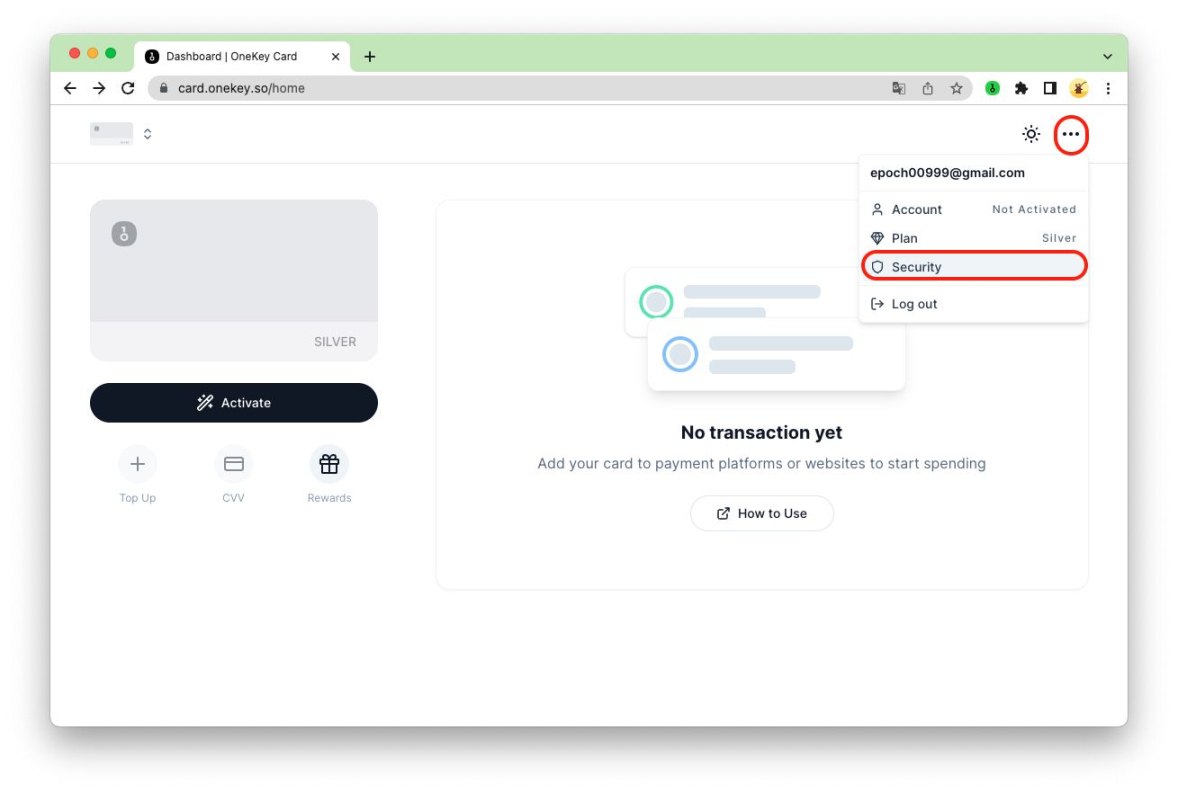 Dashboard | OneKey Card
card.onekey.so/home
epoch00999@gmail.com
Account Not Activated
Plan Silver
Security
Log out
SILVER
Activate
Top Up CVV Rewards
No transaction yet
Add your card to payment platforms or websites to start spending
How to Use